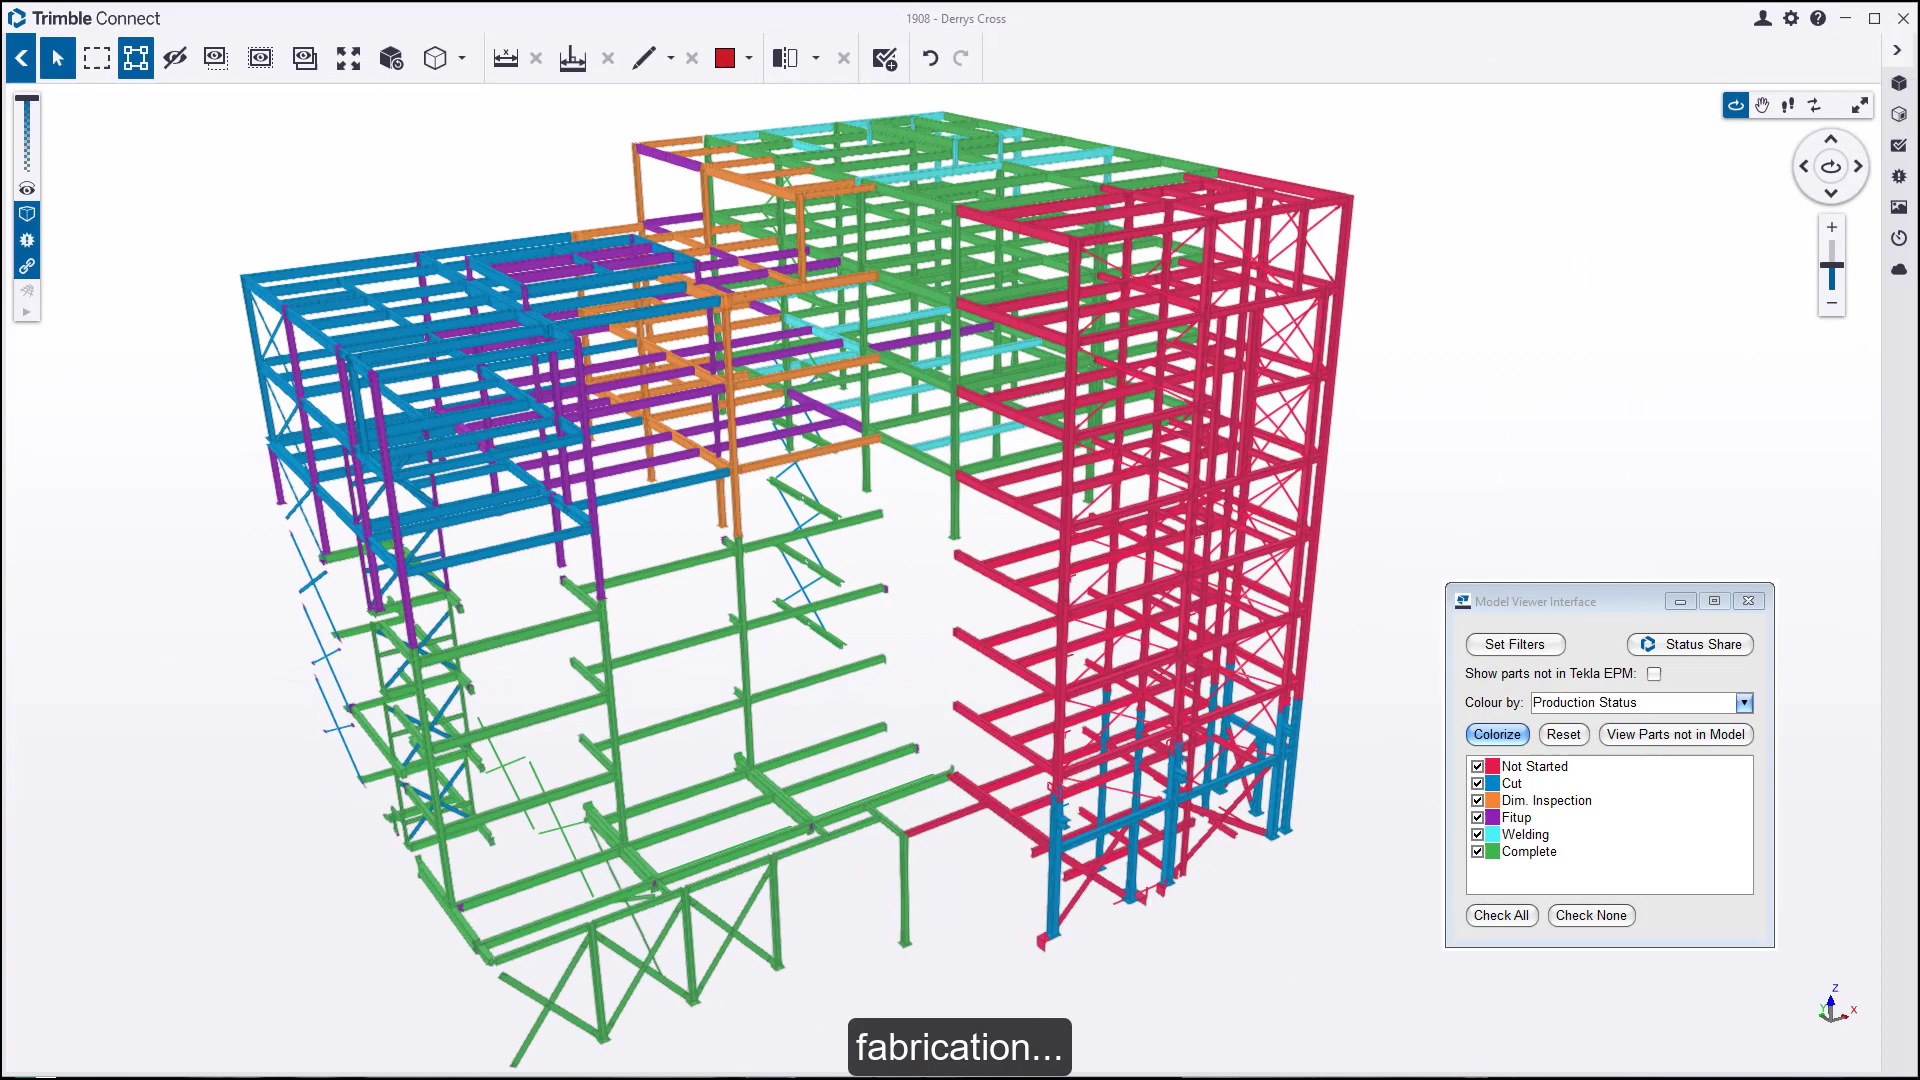 Trimble Connect
1908 - Derrys Cross
Model Viewer Interface
Set Filters
Status Share
Show parts not in Tekla EPM:
Colour by: Production Status
Colorize
Reset
View Parts not in Model
Not Started
Cut
Dim. Inspection
Fitup
Welding
Complete
Check All
Check None
Z
Y
X
fabrication...